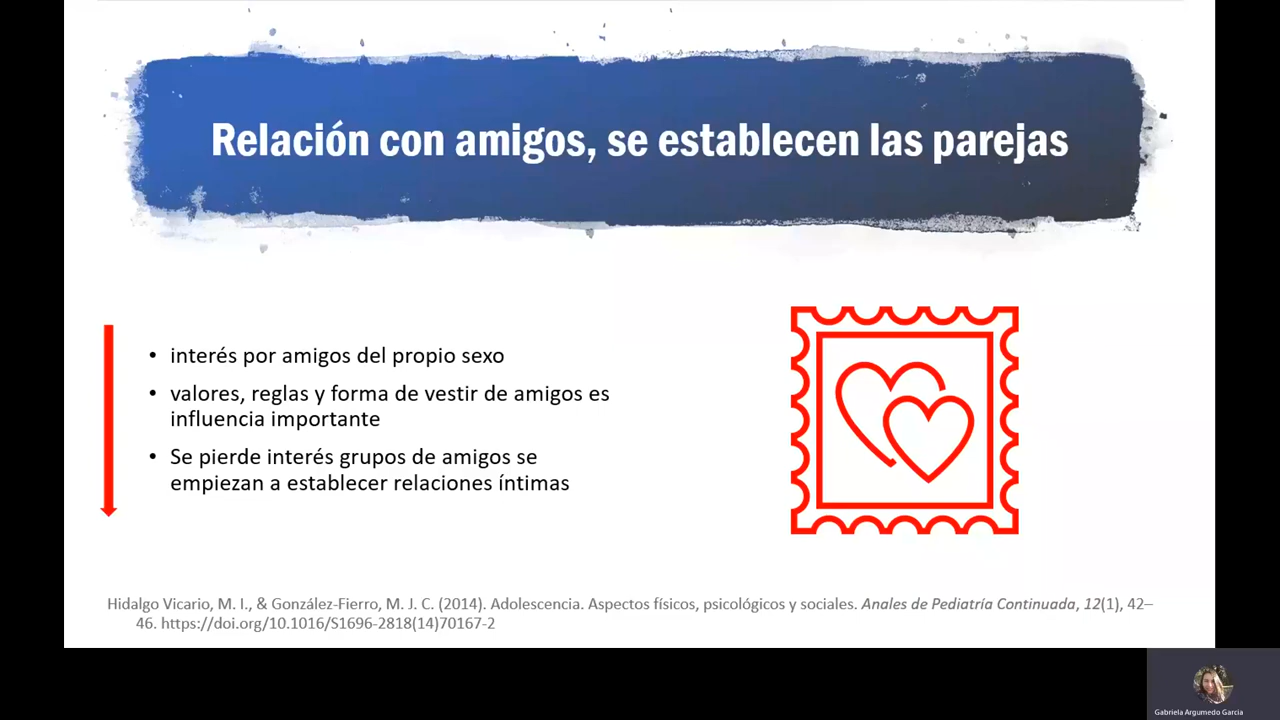 Relación con amigos, se establecen las parejas
• interés por amigos del propio sexo
• valores, reglas y forma de vestir de amigos es
influencia importante
• Se pierde interés grupos de amigos se
empiezan a establecer relaciones íntimas
Hidalgo Vicario, M. I., & González-Fierro, M. J. C. (2014). Adolescencia. Aspectos físicos, psicológicos y sociales. Anales de Pediatría Continuada, 12(1), 42–
46. https://doi.org/10.1016/S1696-2818(14)70167-2
Gabriela Argumedo Garcia